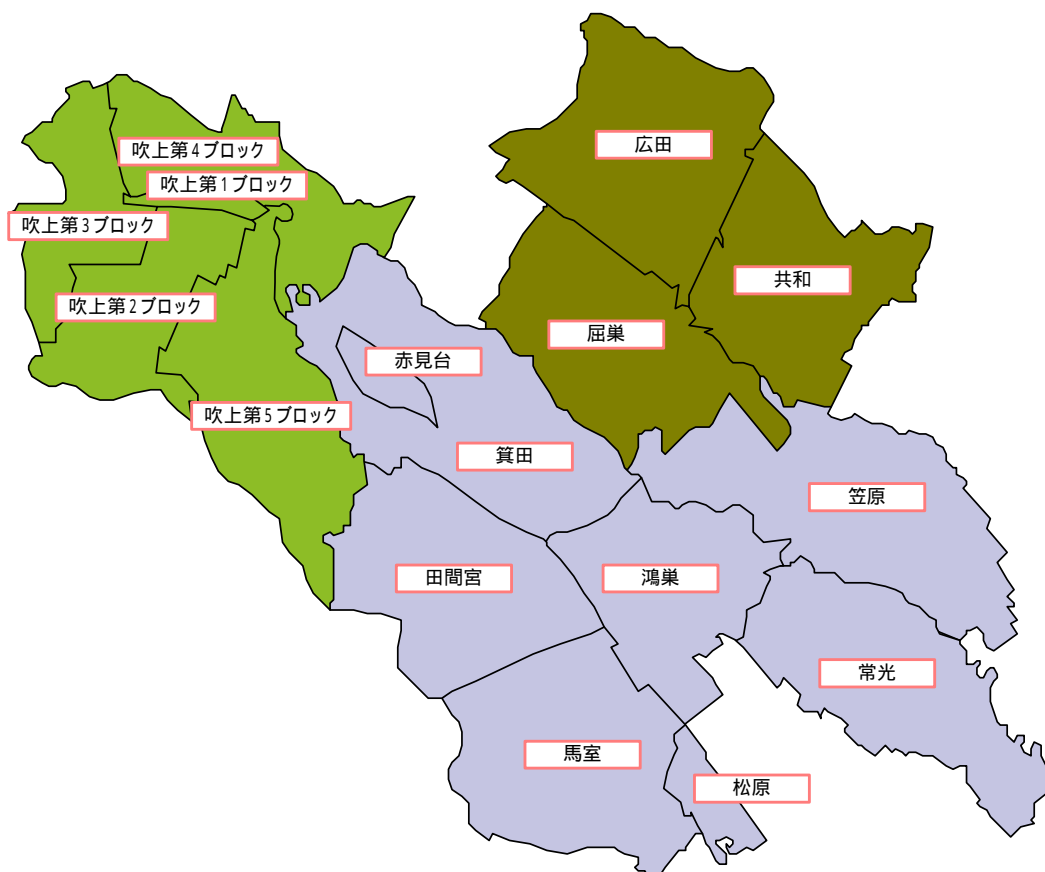 広田
吹上第４ブロック
吹上第１ブロック
吹上第３ブロック
共和
吹上第２ブロック
屈巣
赤見台
吹上第５ブロック
箕田
笠原
田間宮
鴻巣
常光
馬室
松原